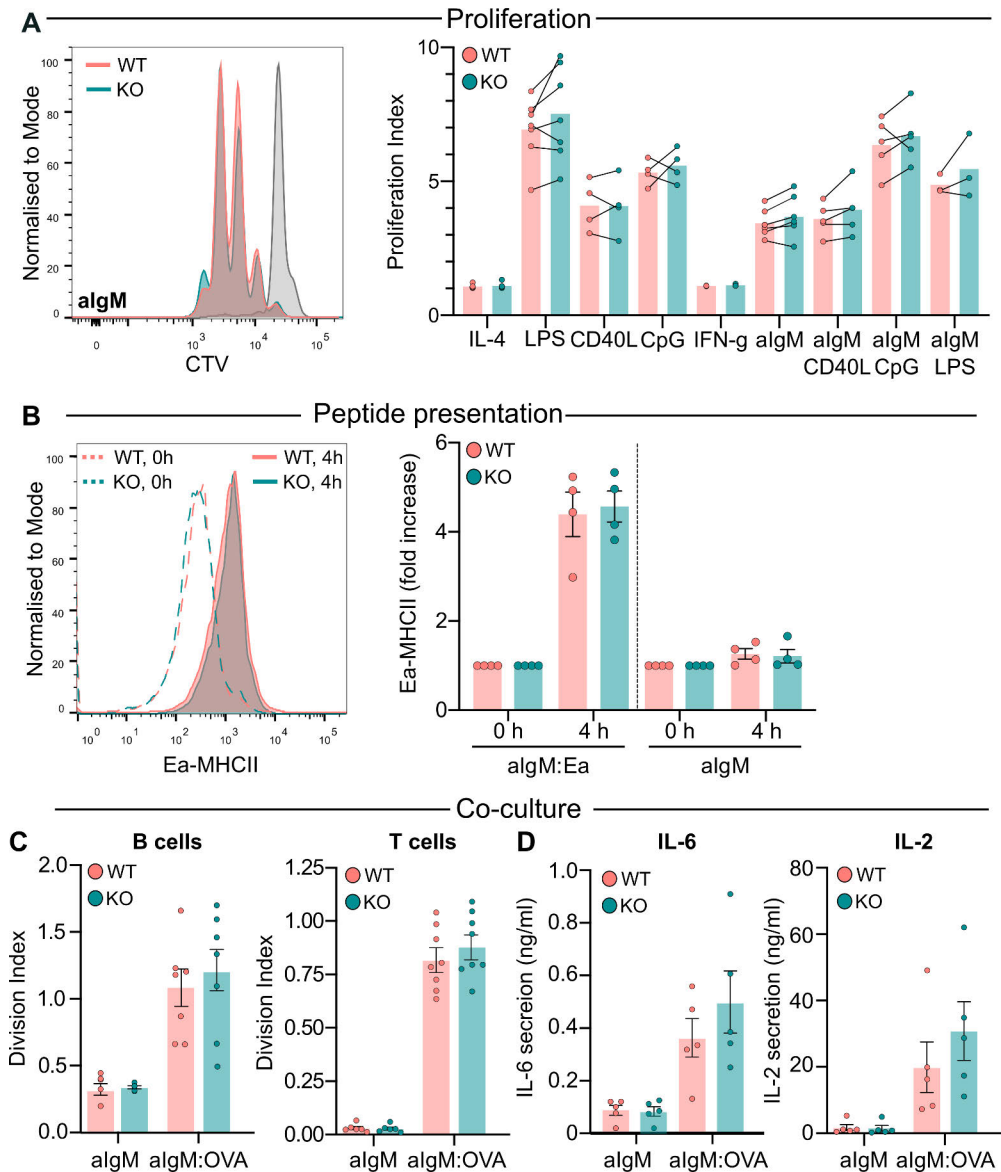 A
Proliferation
Normalised to Mode
100
80
60
40
20
0
WT
KO
aIgM
0
10³
10⁴
10⁵
CTV
Proliferation Index
10
5
0
WT
KO
IL-4
LPS
CD40L
CpG
IFN-g
aIgM
aIgM CD40L
aIgM CpG
aIgM LPS
B
Peptide presentation
Normalised to Mode
100
80
60
40
20
0
WT, 0h
KO, 0h
WT, 4h
KO, 4h
10⁰
10¹
10²
10³
10⁴
Ea-MHCII
Ea-MHCII (fold increase)
6
4
2
0
WT
KO
0 h
4h
0 h
4h
aIgM:Ea
aIgM
Co-culture
C
B cells
Division Index
2.0
1.5
1.0
0.5
0.0
WT
KO
aIgM
aIgM:OVA
T cells
Division Index
1.25
1.00
0.75
0.50
0.25
0.00
WT
KO
aIgM
aIgM:OVA
D
IL-6
IL-6 secreion (ng/ml)
1.0
0.8
0.6
0.4
0.2
0.0
WT
KO
aIgM
aIgM:OVA
IL-2
IL-2 secretion (ng/ml)
80
60
40
20
0
WT
KO
aIgM
aIgM:OVA